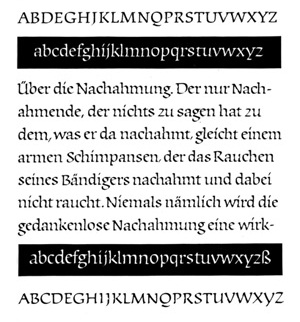 ABCDEGHJKLMNQPRSTUVWXYZ
abcdefghijklmnopqrstuvwxyz
Über die Nachahmung. Der nur Nach-
ahmende, der nichts zu sagen hat zu
dem, was er da nachahmt, gleicht einem
armen Schimpansen, der das Rauchen
seines Bändigers nachahmt und dabei
nicht raucht. Niemals nämlich wird die
gedankenlose Nachahmung eine wirk-
abcdefghijklmnopqrstuvwxyzß
ABCDEGHIJKLMNOPQRSTUVWXYZ